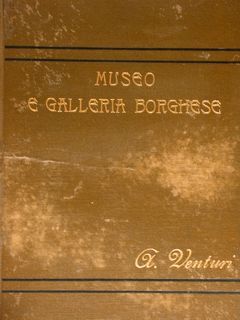 MUSEO
E GALLERIA BORGHESE
A. Venturi